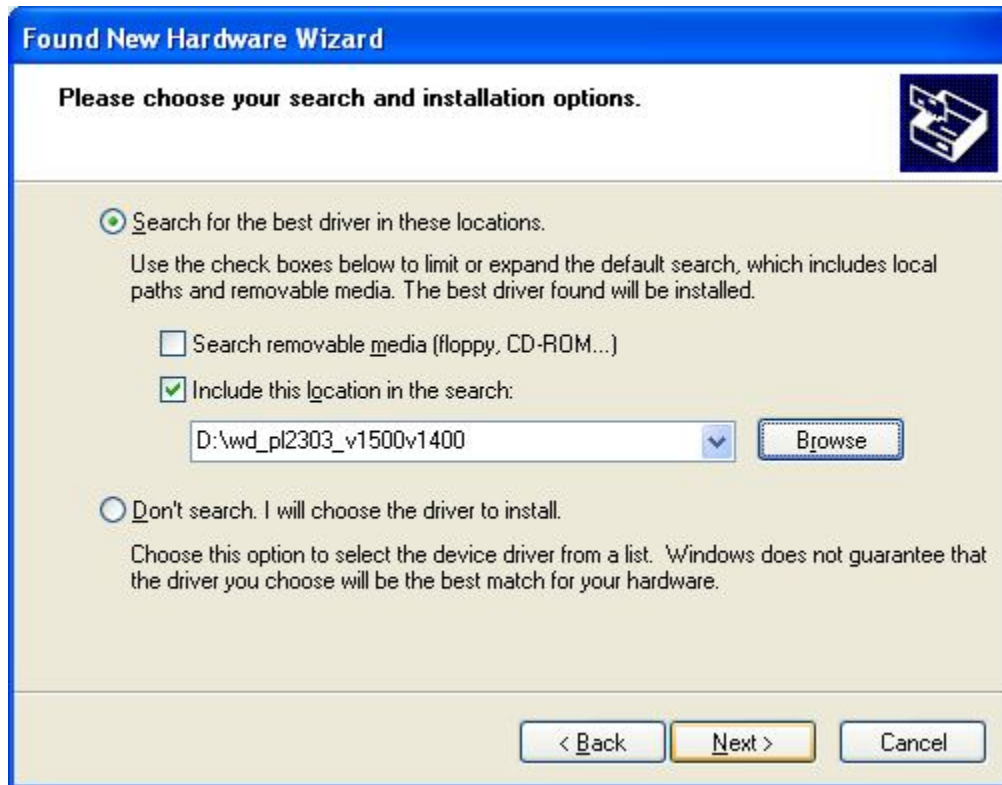 Found New Hardware Wizard
Please choose your search and installation options.
Search for the best driver in these locations.
Use the check boxes below to limit or expand the default search, which includes local
paths and removable media. The best driver found will be installed.
Search removable media (floppy, CD-ROM...)
Include this location in the search:
D:\wd_pl2303_v1500v1400
Browse
Don't search. I will choose the driver to install.
Choose this option to select the device driver from a list. Windows does not guarantee that
the driver you choose will be the best match for your hardware.
< Back Next > Cancel